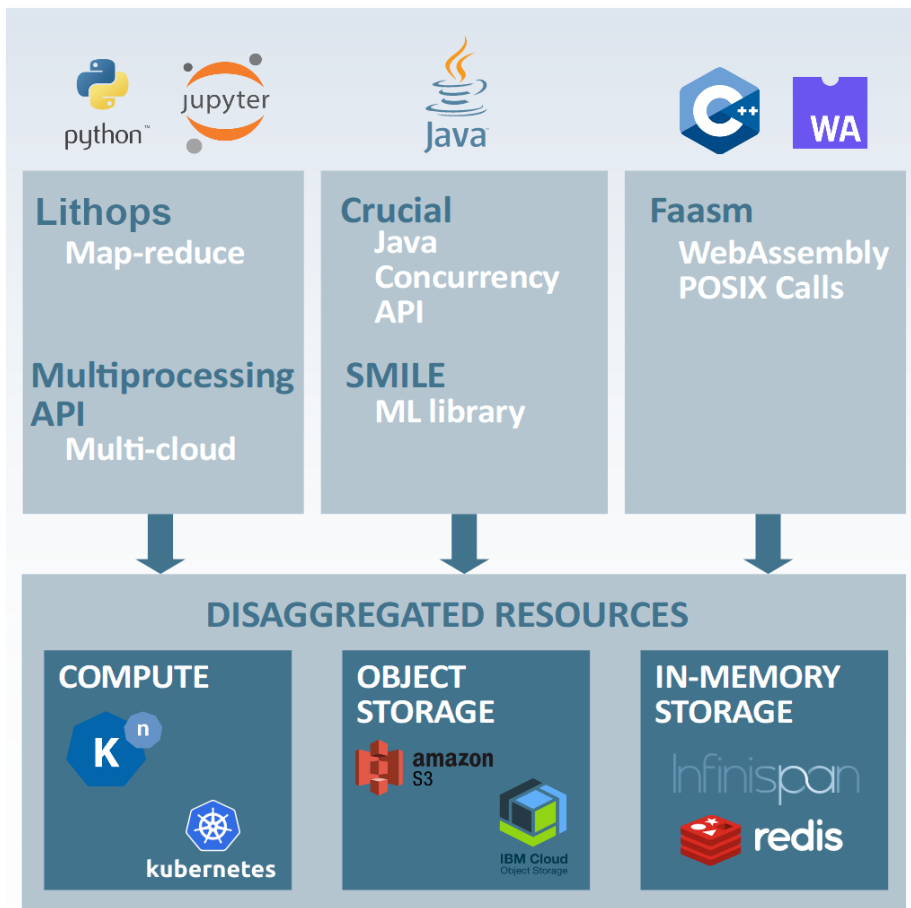 python™
jupyter
Java
C++
WA
Lithops
Map-reduce
Multiprocessing
API
Multi-cloud
Crucial
Java
Concurrency
API
SMILE
ML library
Faasm
WebAssembly
POSIX Calls
DISAGGREGATED RESOURCES
COMPUTE
K n
kubernetes
OBJECT
STORAGE
amazon
S3
IBM Cloud
Object Storage
IN-MEMORY
STORAGE
Infinispan
redis